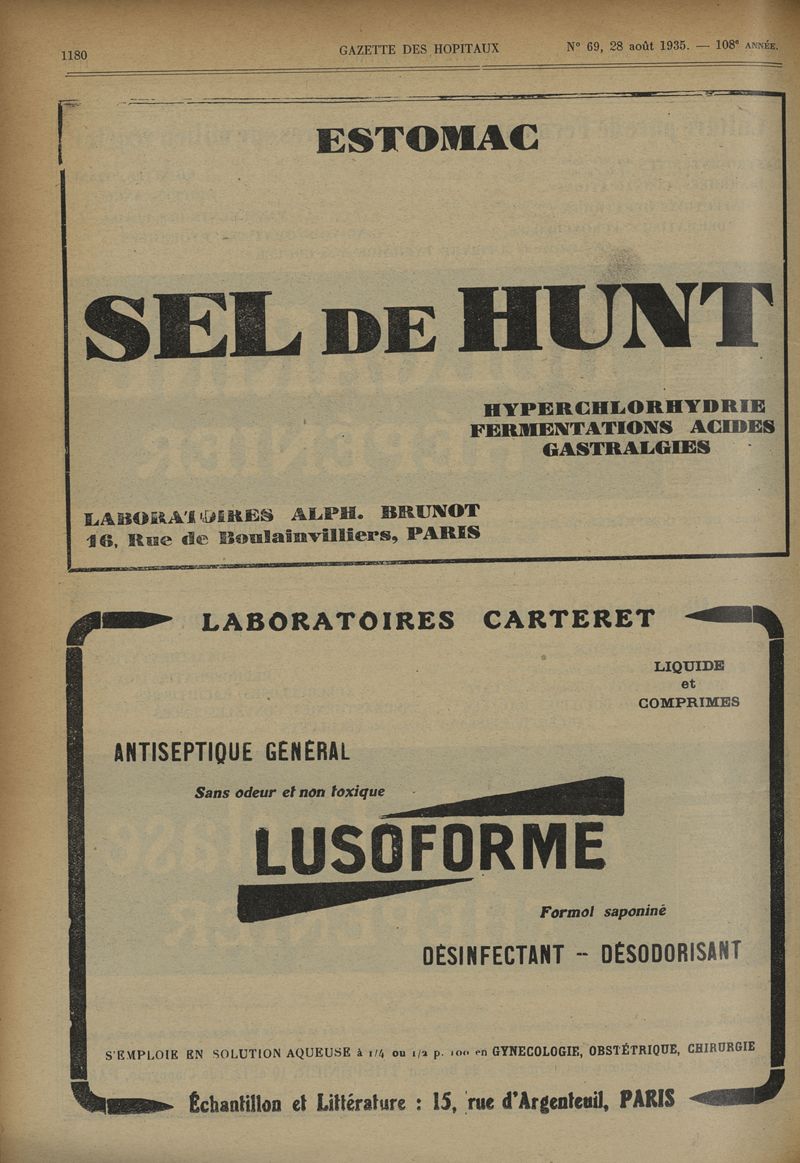 1180
GAZETTE DES HOPITAUX
N° 69, 28 août 1935. — 108e ANNÉE.
ESTOMAC
SEL DE HUNT
HYPERCHLORHYDRIE
FERMENTATIONS ACIDES
GASTRALGIES
LABORATOIRES ALPH. BRUNOT
16, Rue de Boulainvilliers, PARIS
LABORATOIRES CARTERET
LIQUIDE
et
COMPRIMES
ANTISEPTIQUE GÉNÉRAL
Sans odeur et non toxique
LUSOFORME
Formol saponiné
DÉSINFECTANT -- DÉSODORISANT
S'EMPLOIE EN SOLUTION AQUEUSE à 1/4 ou 1/2 p. 100 en GYNECOLOGIE, OBSTÉTRIQUE, CHIRURGIE
Échantillon et Littérature : 15, rue d'Argenteuil, PARIS